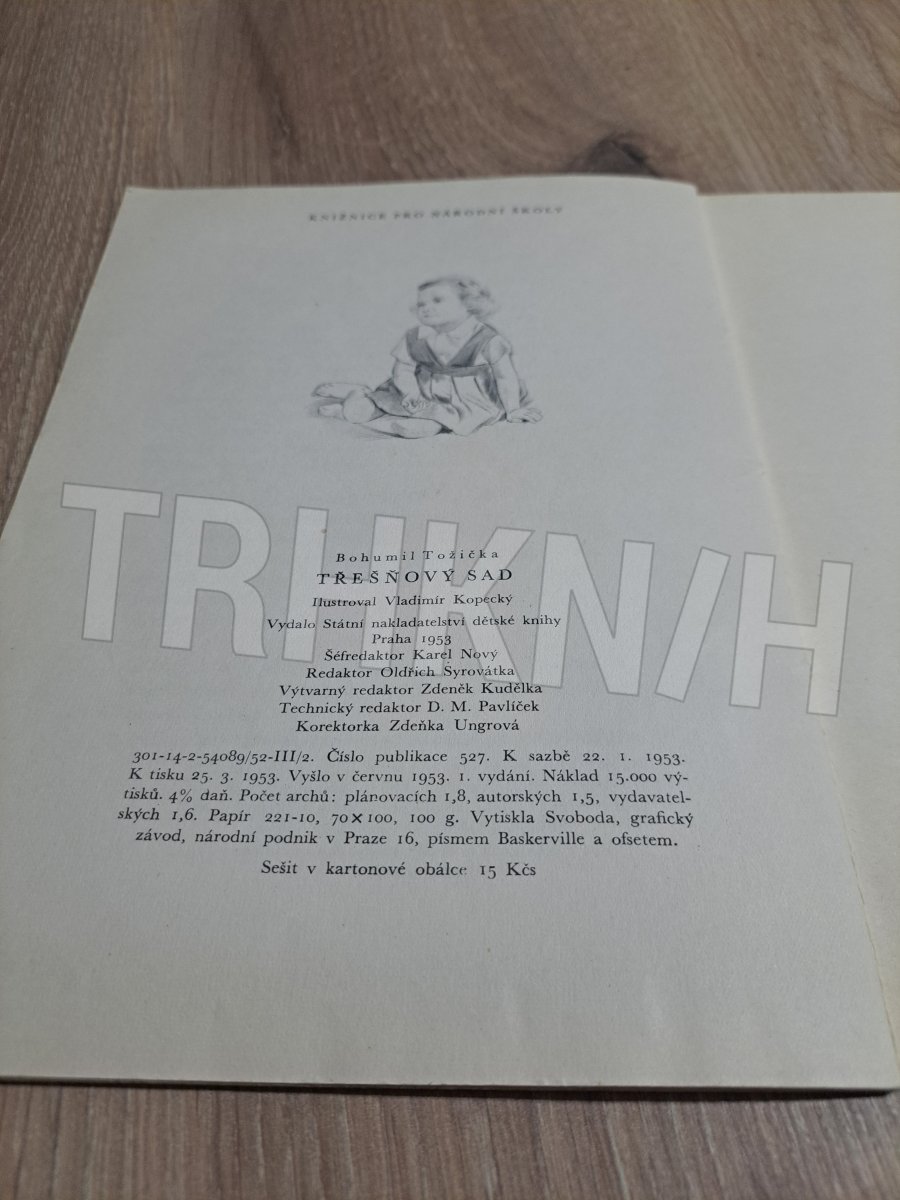 KNIŽNICE PRO NÁRODNÍ ŠKOLY
Bohumil Tožička
TŘEŠŇOVÝ SAD
Ilustroval Vladimír Kopecký
Vydalo Státní nakladatelství dětské knihy
Praha 1953
Šéfredaktor Karel Nový
Redaktor Oldřich Syrovátka
Výtvarný redaktor Zdeněk Kudělka
Technický redaktor D. M. Pavlíček
Korektorka Zdeňka Ungrová
301-14-2-54089/52-III/2. Číslo publikace 527. K sazbě 22. 1. 1953.
K tisku 25. 3. 1953. Vyšlo v červnu 1953. 1. vydání. Náklad 15.000 vý-
tisků. 4% daň. Počet archů: plánovacích 1,8, autorských 1,5, vydavatel-
ských 1,6. Papír 221-10, 70×100, 100 g. Vytiskla Svoboda, grafický
závod, národní podnik v Praze 16, písmem Baskerville a ofsetem.
Sešit v kartonové obálce 15 Kčs